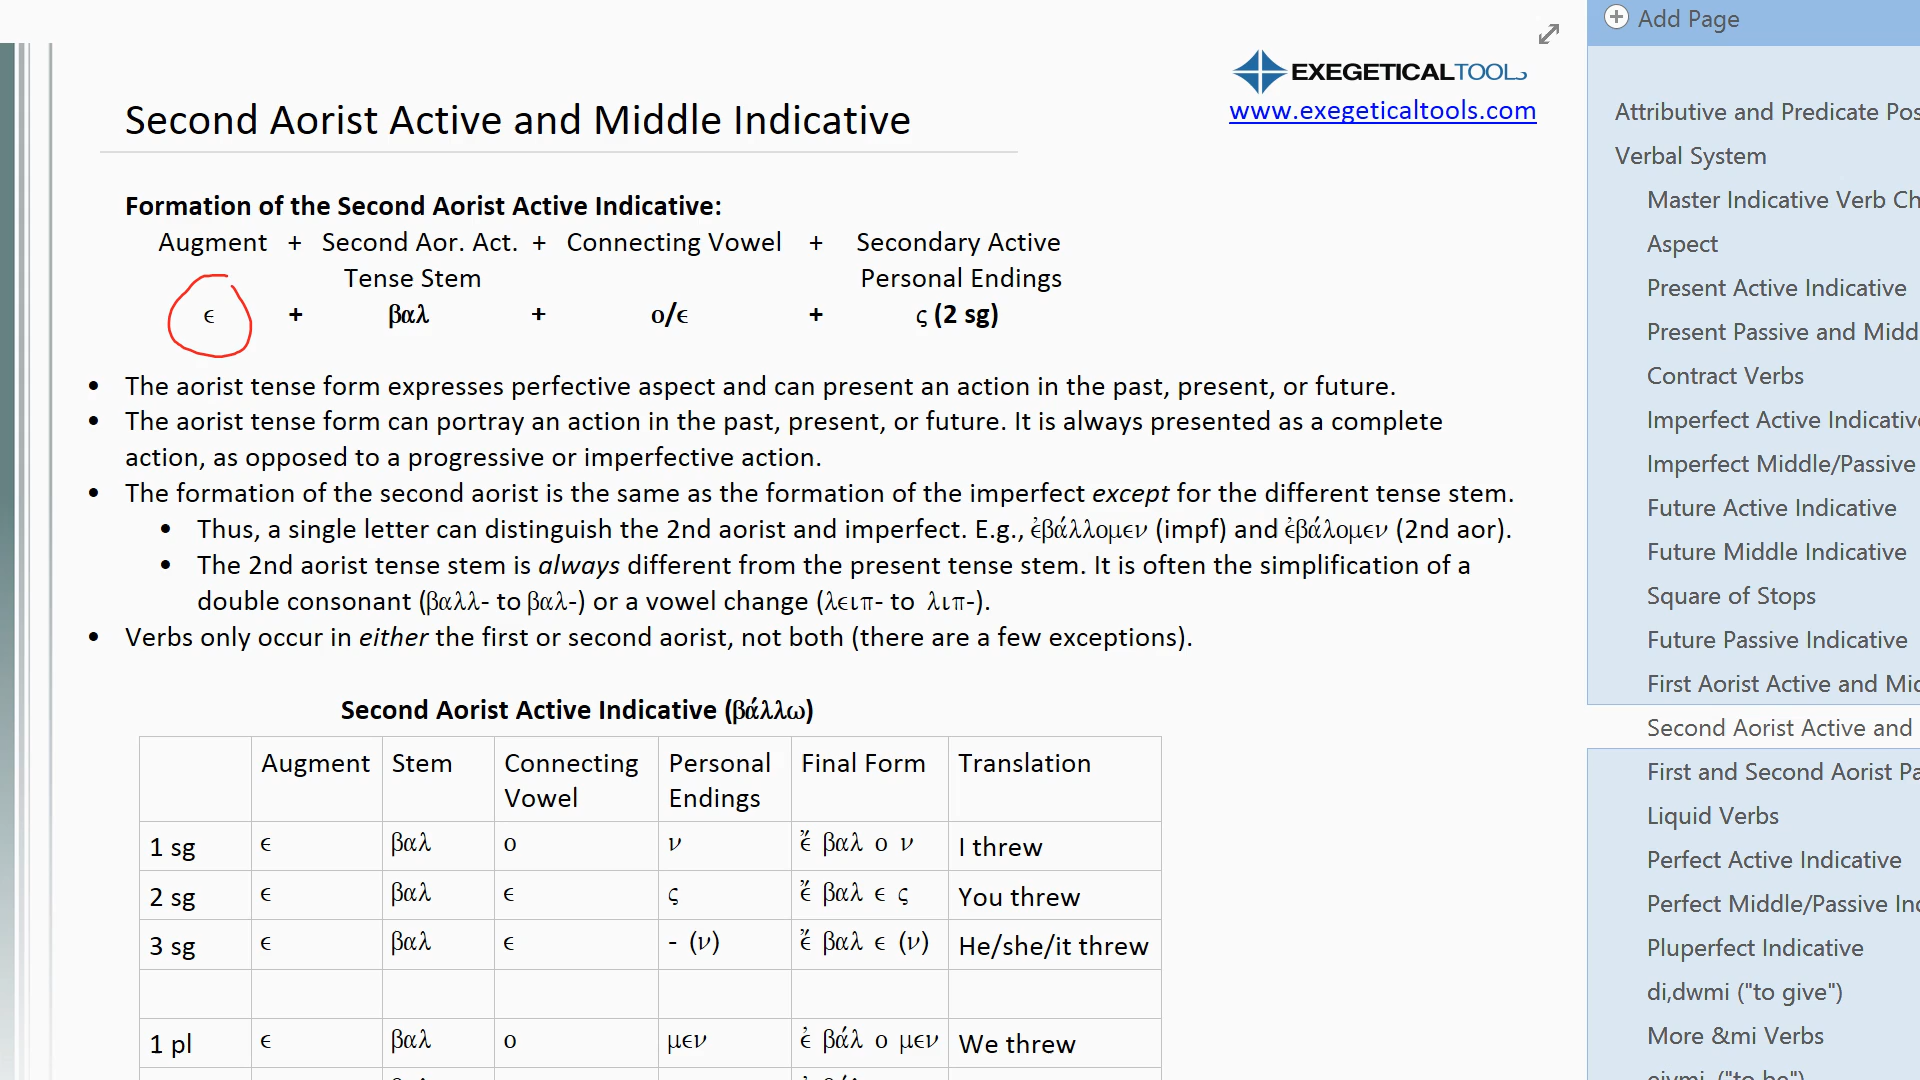 EXEGETICALTOOLS
www.exegeticaltools.com
Second Aorist Active and Middle Indicative
Formation of the Second Aorist Active Indicative:
Augment + Second Aor. Act. + Connecting Vowel + Secondary Active
Tense Stem Personal Endings
ϵ + βαλ + ο/ϵ + ς (2 sg)
• The aorist tense form expresses perfective aspect and can present an action in the past, present, or future.
• The aorist tense form can portray an action in the past, present, or future. It is always presented as a complete
action, as opposed to a progressive or imperfective action.
• The formation of the second aorist is the same as the formation of the imperfect except for the different tense stem.
• Thus, a single letter can distinguish the 2nd aorist and imperfect. E.g., ἐβάλλομεν (impf) and ἐβάλομεν (2nd aor).
• The 2nd aorist tense stem is always different from the present tense stem. It is often the simplification of a
double consonant (βαλλ- to βαλ-) or a vowel change (λειπ- to λιπ-).
• Verbs only occur in either the first or second aorist, not both (there are a few exceptions).
Second Aorist Active Indicative (βάλλω)
Augment Stem Connecting Personal Final Form Translation
Vowel Endings
1 sg ϵ βαλ ο ν ἔ βαλ ο ν I threw
2 sg ϵ βαλ ϵ ς ἔ βαλ ϵ ς You threw
3 sg ϵ βαλ ϵ - (ν) ἔ βαλ ϵ (ν) He/she/it threw
1 pl ϵ βαλ ο μεν ἐ βάλ ο μεν We threw
Add Page
Attributive and Predicate Pos
Verbal System
Master Indicative Verb Ch
Aspect
Present Active Indicative
Present Passive and Midd
Contract Verbs
Imperfect Active Indicative
Imperfect Middle/Passive
Future Active Indicative
Future Middle Indicative
Square of Stops
Future Passive Indicative
First Aorist Active and Mid
Second Aorist Active and
First and Second Aorist Pa
Liquid Verbs
Perfect Active Indicative
Perfect Middle/Passive Ind
Pluperfect Indicative
di,dwmi ("to give")
More &mi Verbs
eivmi, ("to be")